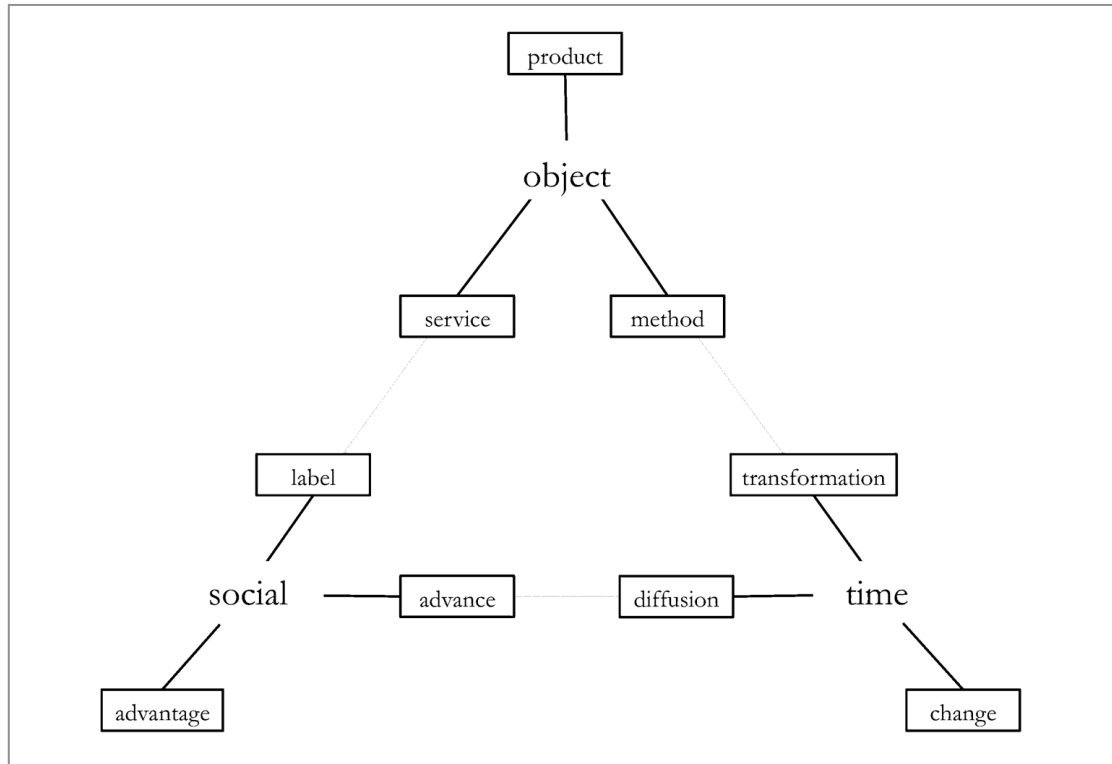 product
object
service
method
label
transformation
social
advance
diffusion
time
advantage
change